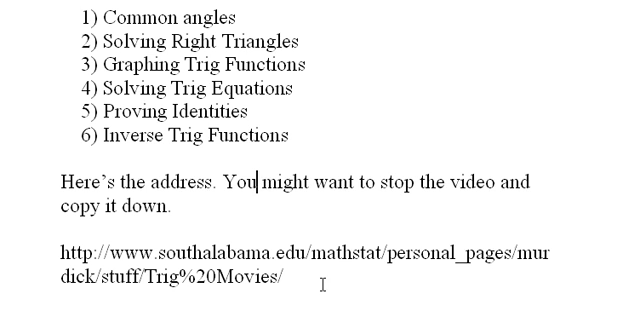 1) Common angles
2) Solving Right Triangles
3) Graphing Trig Functions
4) Solving Trig Equations
5) Proving Identities
6) Inverse Trig Functions
Here’s the address. You might want to stop the video and
copy it down.
http://www.southalabama.edu/mathstat/personal_pages/mur
dick/stuff/Trig%20Movies/